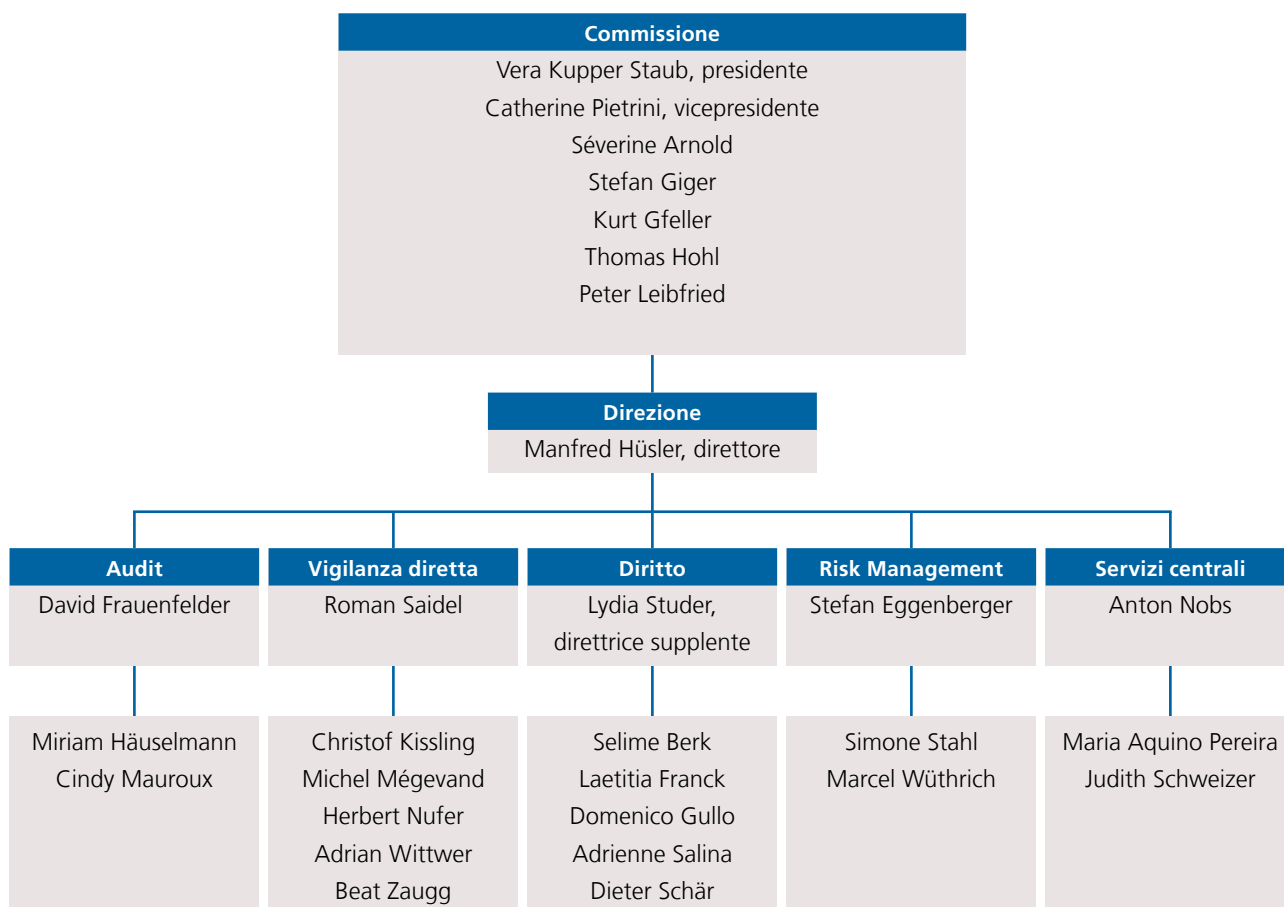 Commissione
Vera Kupper Staub, presidente
Catherine Pietrini, vicepresidente
Séverine Arnold
Stefan Giger
Kurt Gfeller
Thomas Hohl
Peter Leibfried
Direzione
Manfred Hüsler, direttore
Audit
David Frauenfelder
Miriam Häuselmann
Cindy Mauroux
Vigilanza diretta
Roman Saidel
Christof Kissling
Michel Mégevand
Herbert Nufer
Adrian Wittwer
Beat Zaugg
Diritto
Lydia Studer,
direttrice supplente
Selime Berk
Laetitia Franck
Domenico Gullo
Adrienne Salina
Dieter Schär
Risk Management
Stefan Eggenberger
Simone Stahl
Marcel Wüthrich
Servizi centrali
Anton Nobs
Maria Aquino Pereira
Judith Schweizer